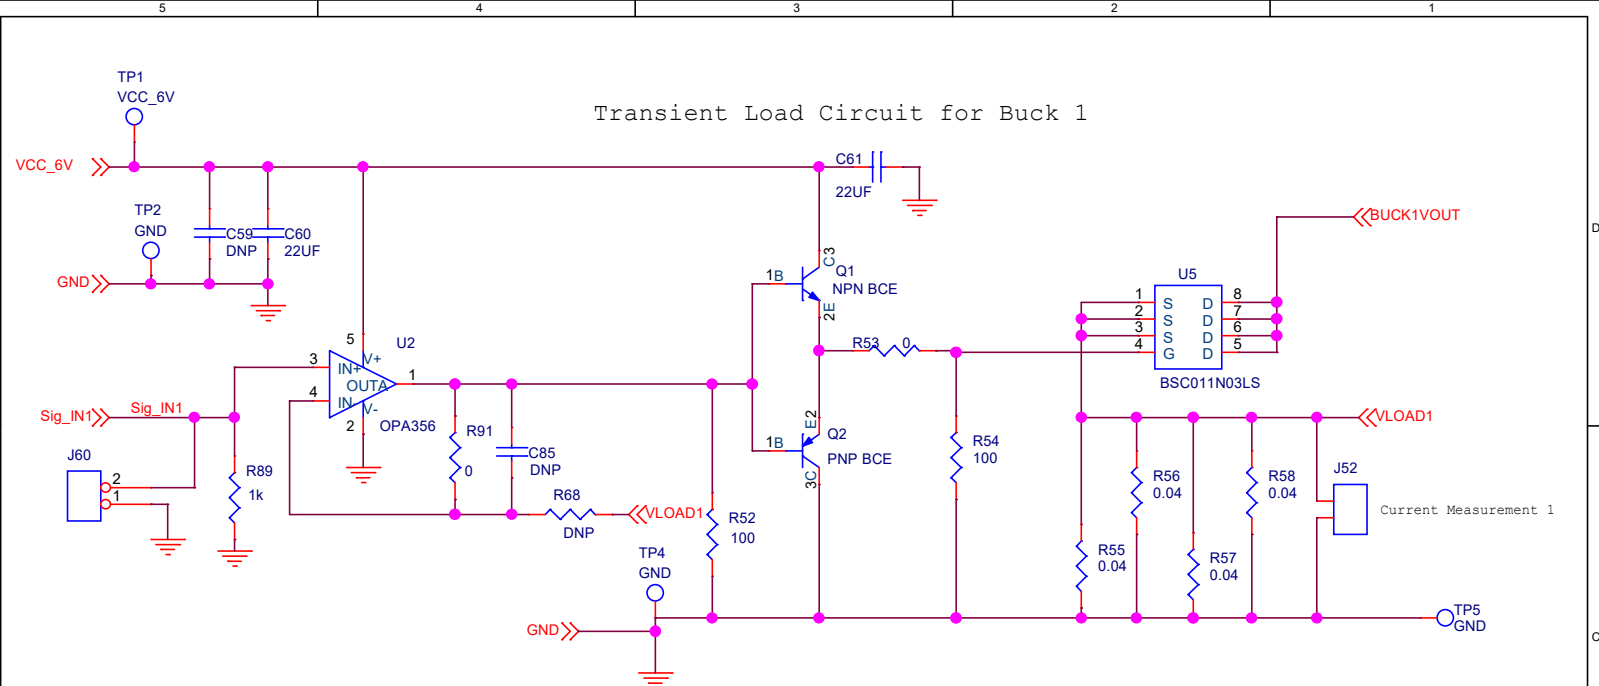 5 4 3 2 1
TP1
VCC_6V
Transient Load Circuit for Buck 1
VCC_6V
C61
22UF
TP2
GND
C59
DNP
C60
22UF
GND
BUCK1VOUT
D
C3
1B
Q1
NPN BCE
2E
U5
1 S D 8
2 S D 7
3 S D 6
4 G D 5
BSC011N03LS
R53 0
5
U2
V+
3 IN+
OUTA 1
4 IN-
V-
2
OPA356
Sig_IN1
Sig_IN1
VLOAD1
E2
1B
Q2
PNP BCE
3C
R91
0
C85
DNP
R54
100
J60
2
1
R89
1k
R56
0.04
R58
0.04
J52
Current Measurement 1
R68
DNP
VLOAD1
R52
100
R55
0.04
R57
0.04
TP4
GND
GND
TP5
GND
C